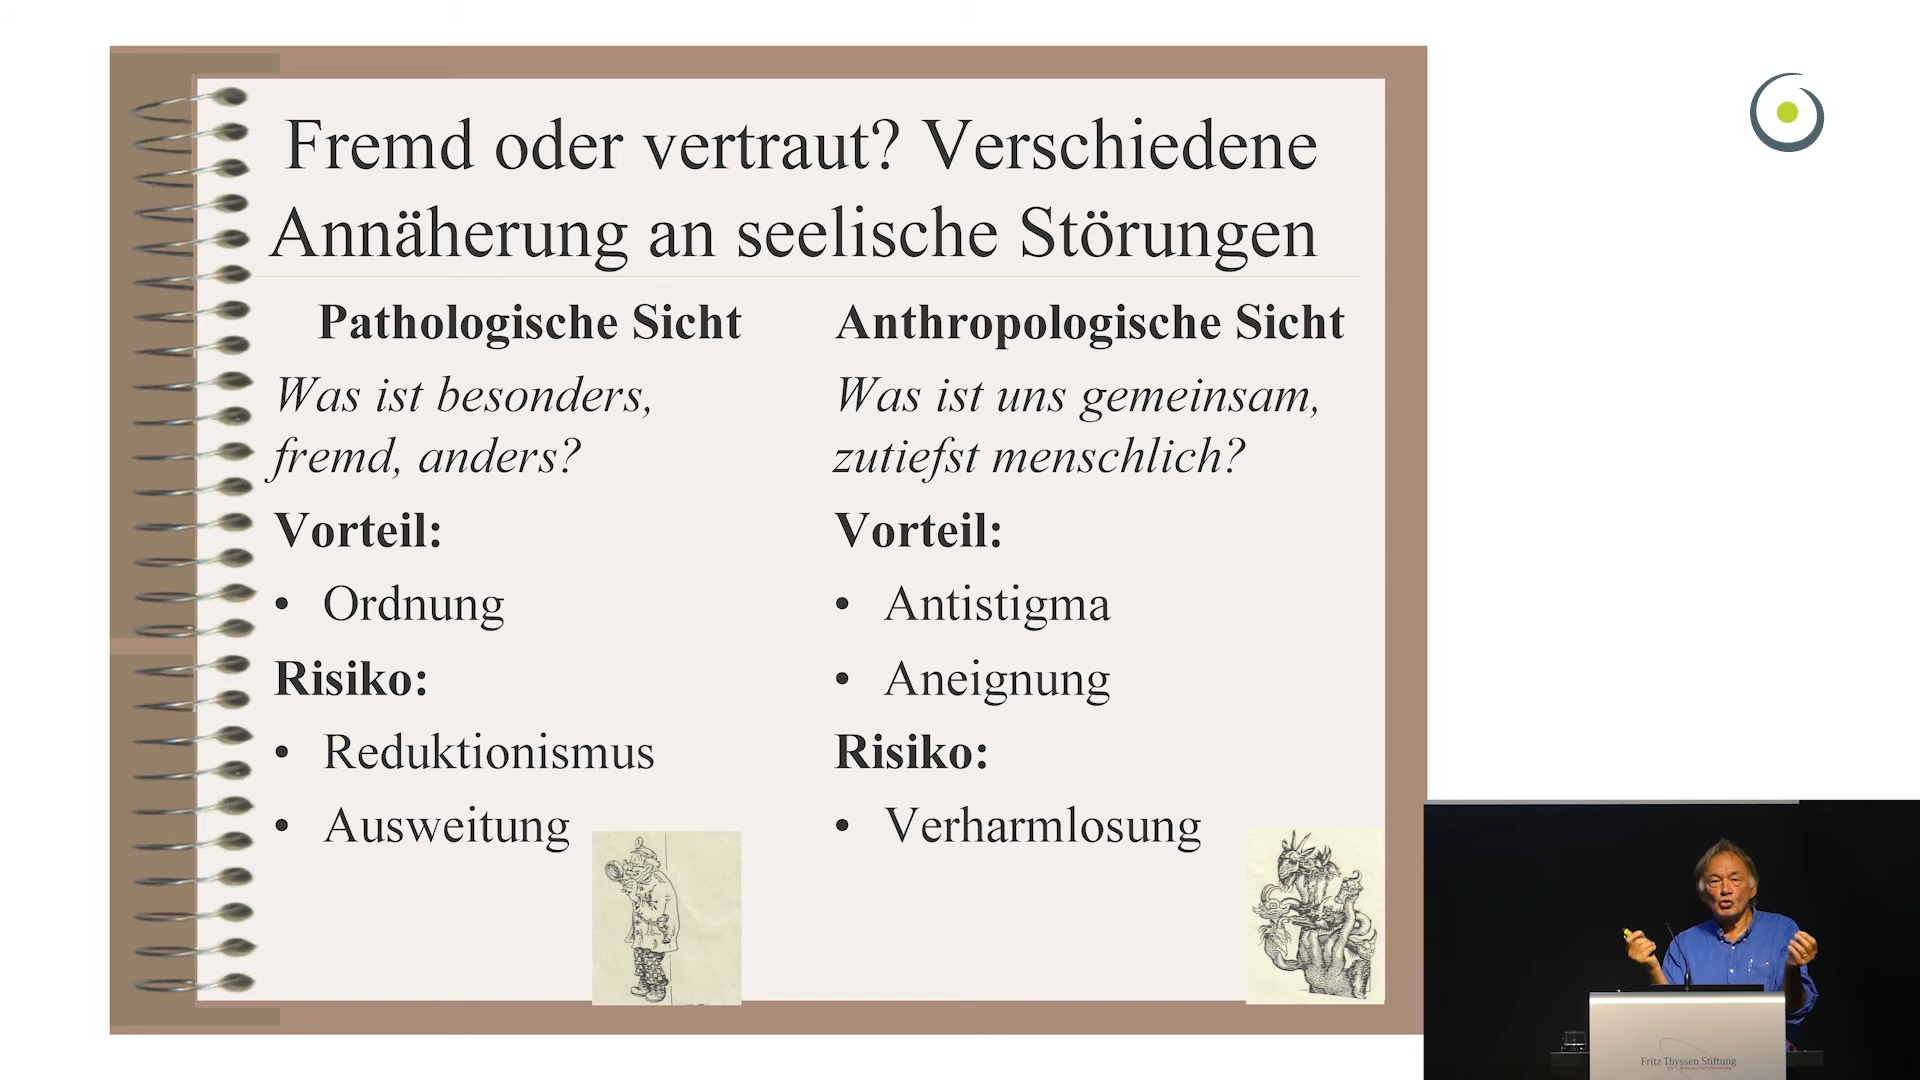 Fremd oder vertraut? Verschiedene
Annäherung an seelische Störungen
Pathologische Sicht
Was ist besonders,
fremd, anders?
Vorteil:
• Ordnung
Risiko:
• Reduktionismus
• Ausweitung
Anthropologische Sicht
Was ist uns gemeinsam,
zutiefst menschlich?
Vorteil:
• Antistigma
• Aneignung
Risiko:
• Verharmlosung
Fritz Thyssen Stiftung